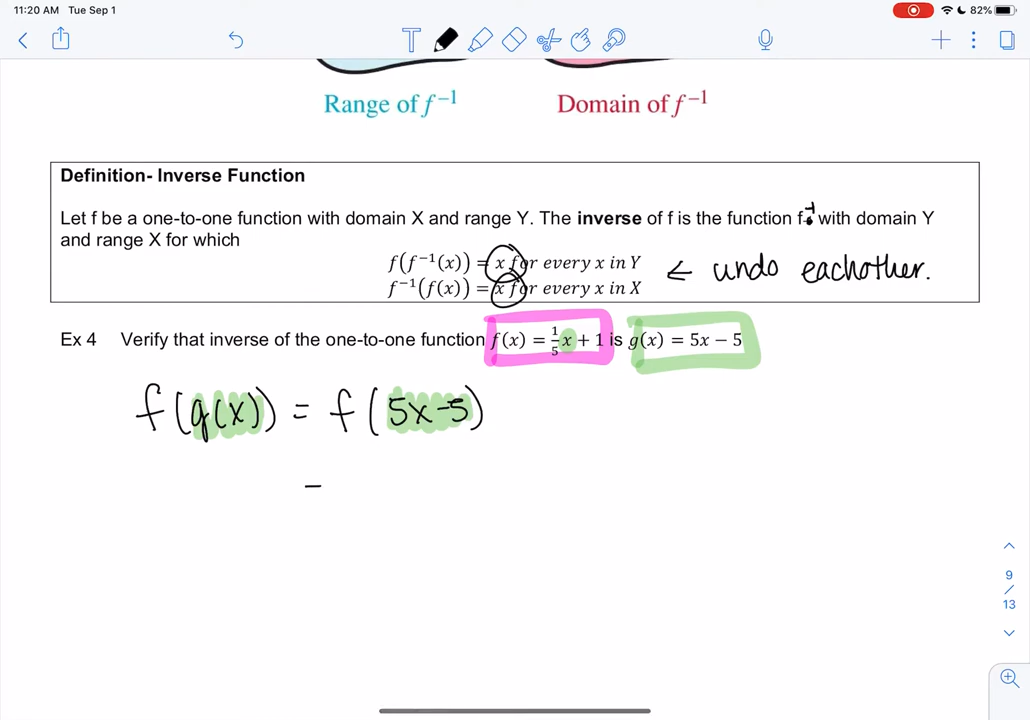 11:20 AM Tue Sep 1 82%
Range of f⁻¹ Domain of f⁻¹
Definition- Inverse Function
Let f be a one-to-one function with domain X and range Y. The inverse of f is the function f⁻¹ with domain Y
and range X for which
f(f⁻¹(x)) = x for every x in Y
f⁻¹(f(x)) = x for every x in X
← undo eachother.
Ex 4 Verify that inverse of the one-to-one function f(x) = 1/5 x + 1 is g(x) = 5x − 5
f(g(x)) = f(5x-5)
9
/
13